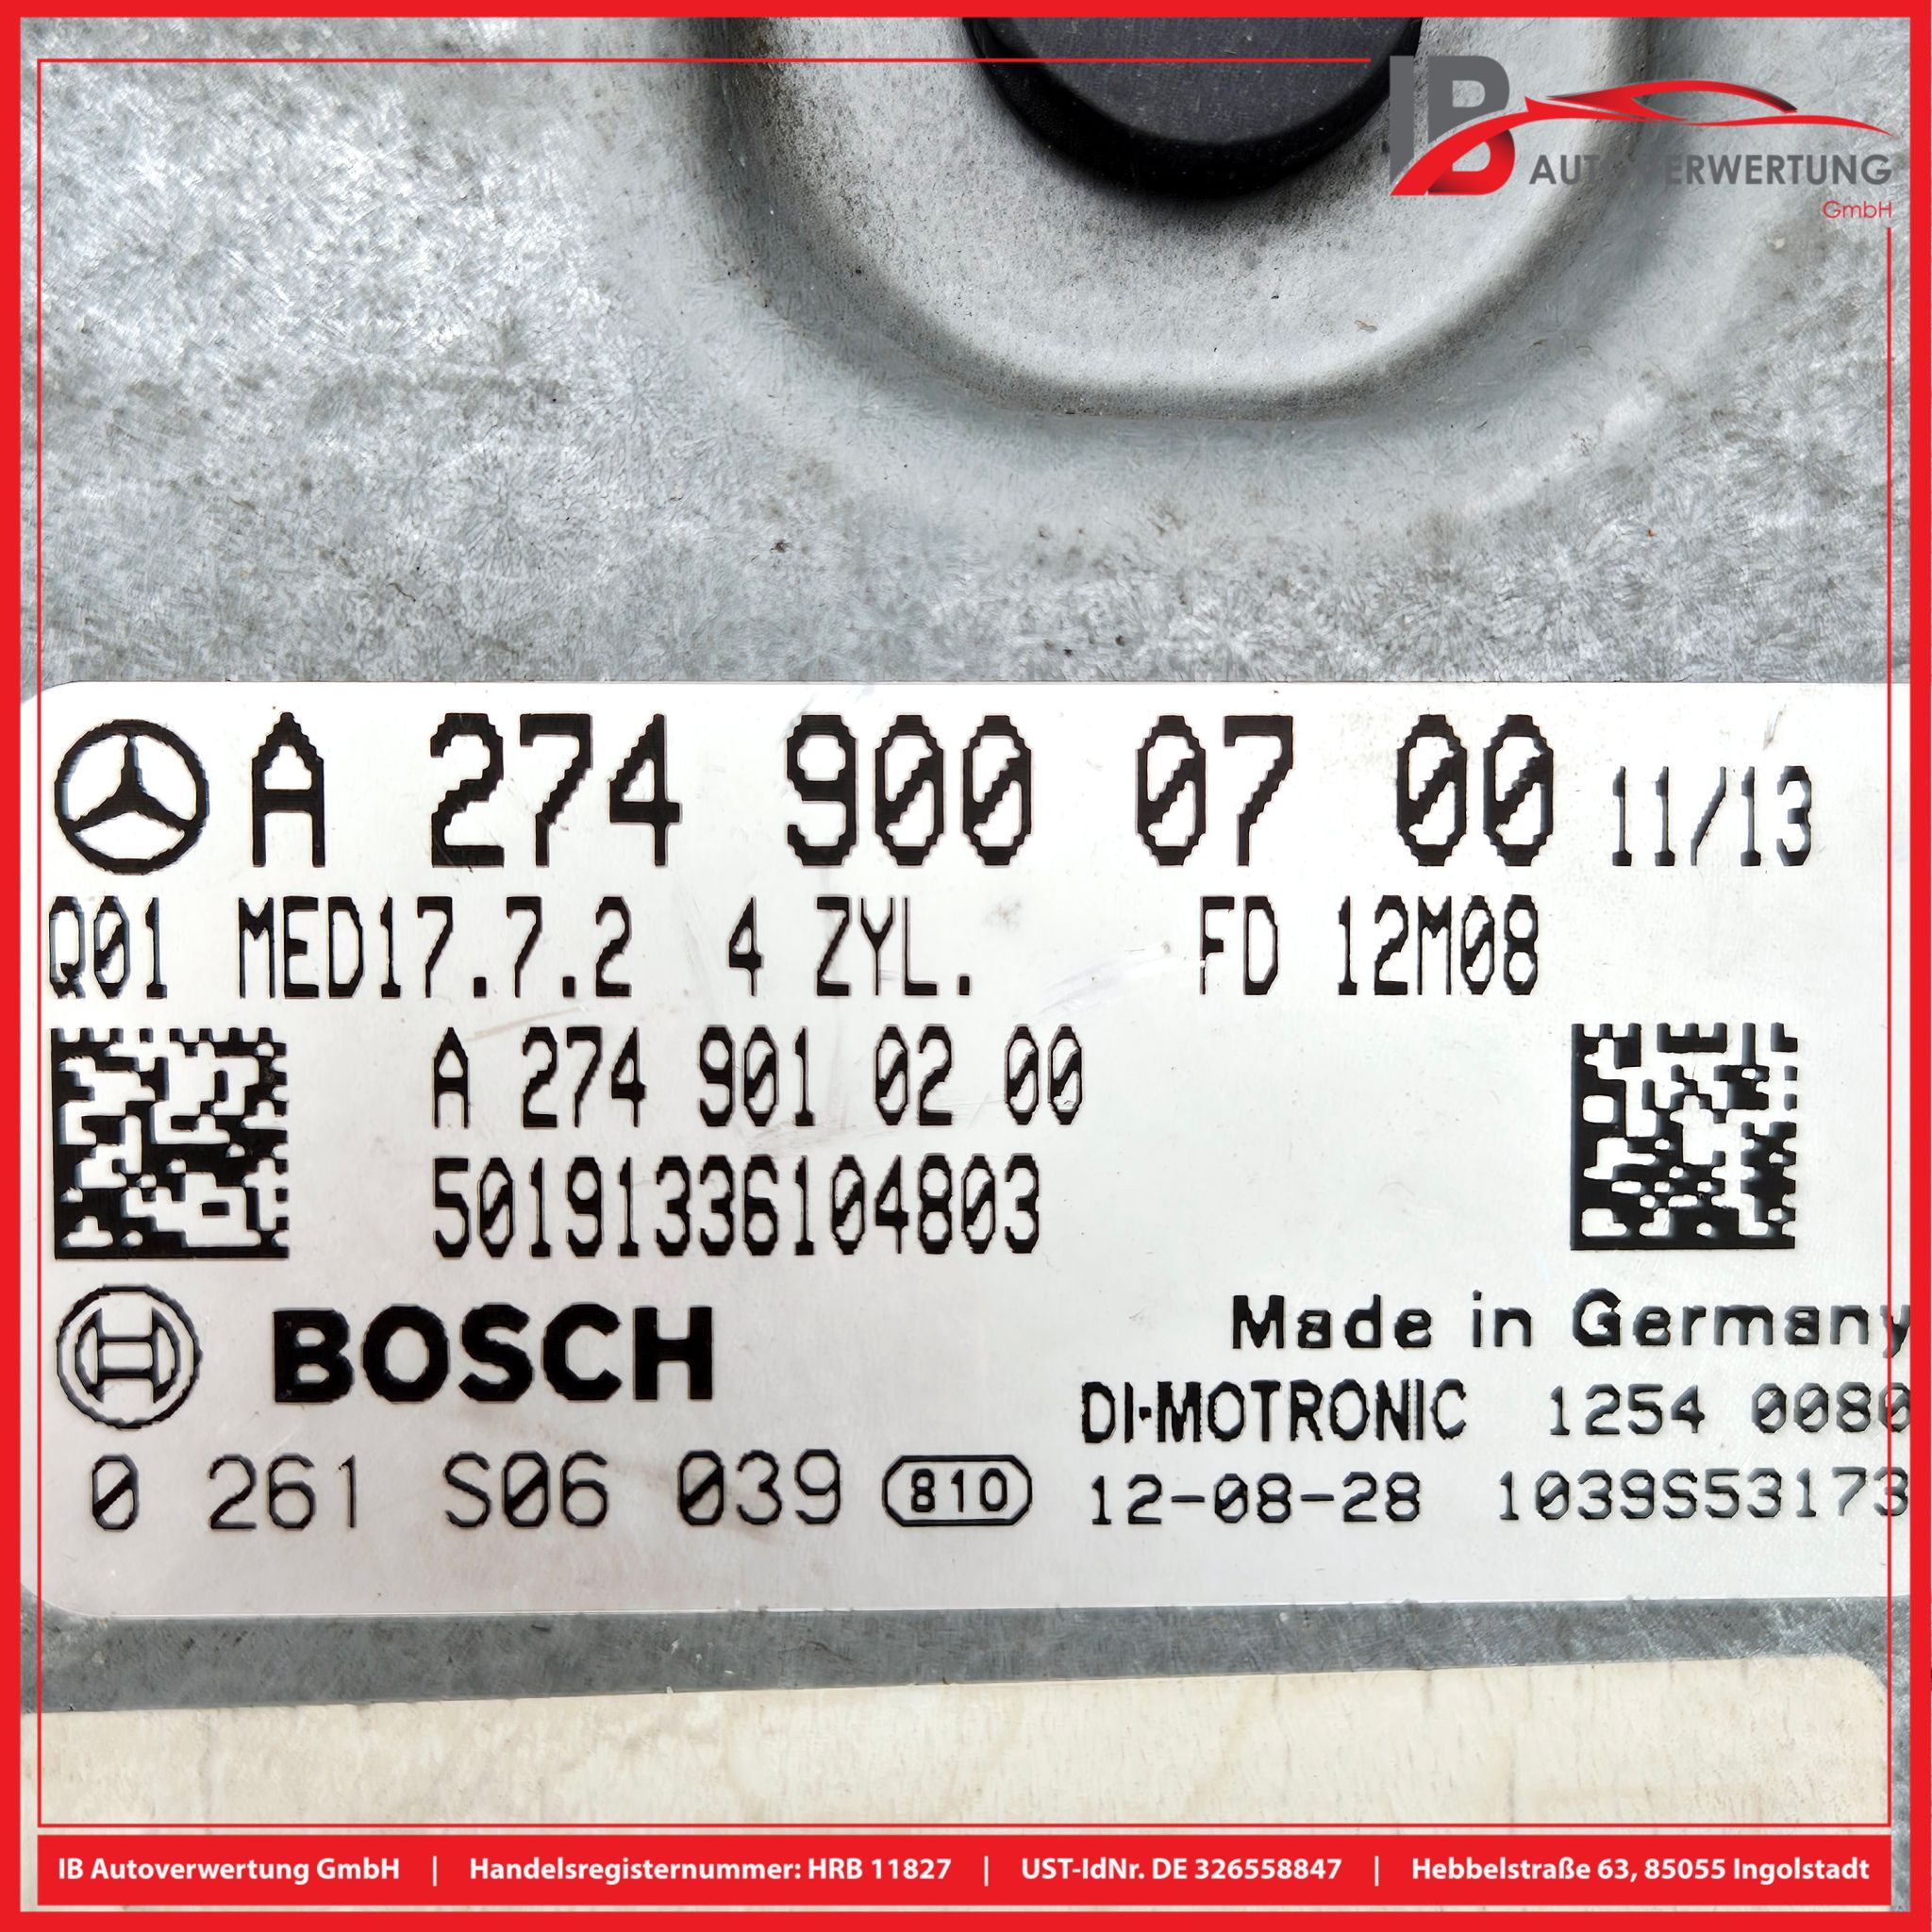 IB
AUTOVERWERTUNG
GmbH
A 274 900 07 00 11/13
Q01 MED17.7.2 4 ZYL. FD 12M08
A 274 901 02 00
50191336104803
BOSCH
Made in Germany
DI-MOTRONIC 1254 0080
0 261 S06 039 810 12-08-28 1039S53173
IB Autoverwertung GmbH | Handelsregisternummer: HRB 11827 | UST-IdNr. DE 326558847 | Hebbelstraße 63, 85055 Ingolstadt